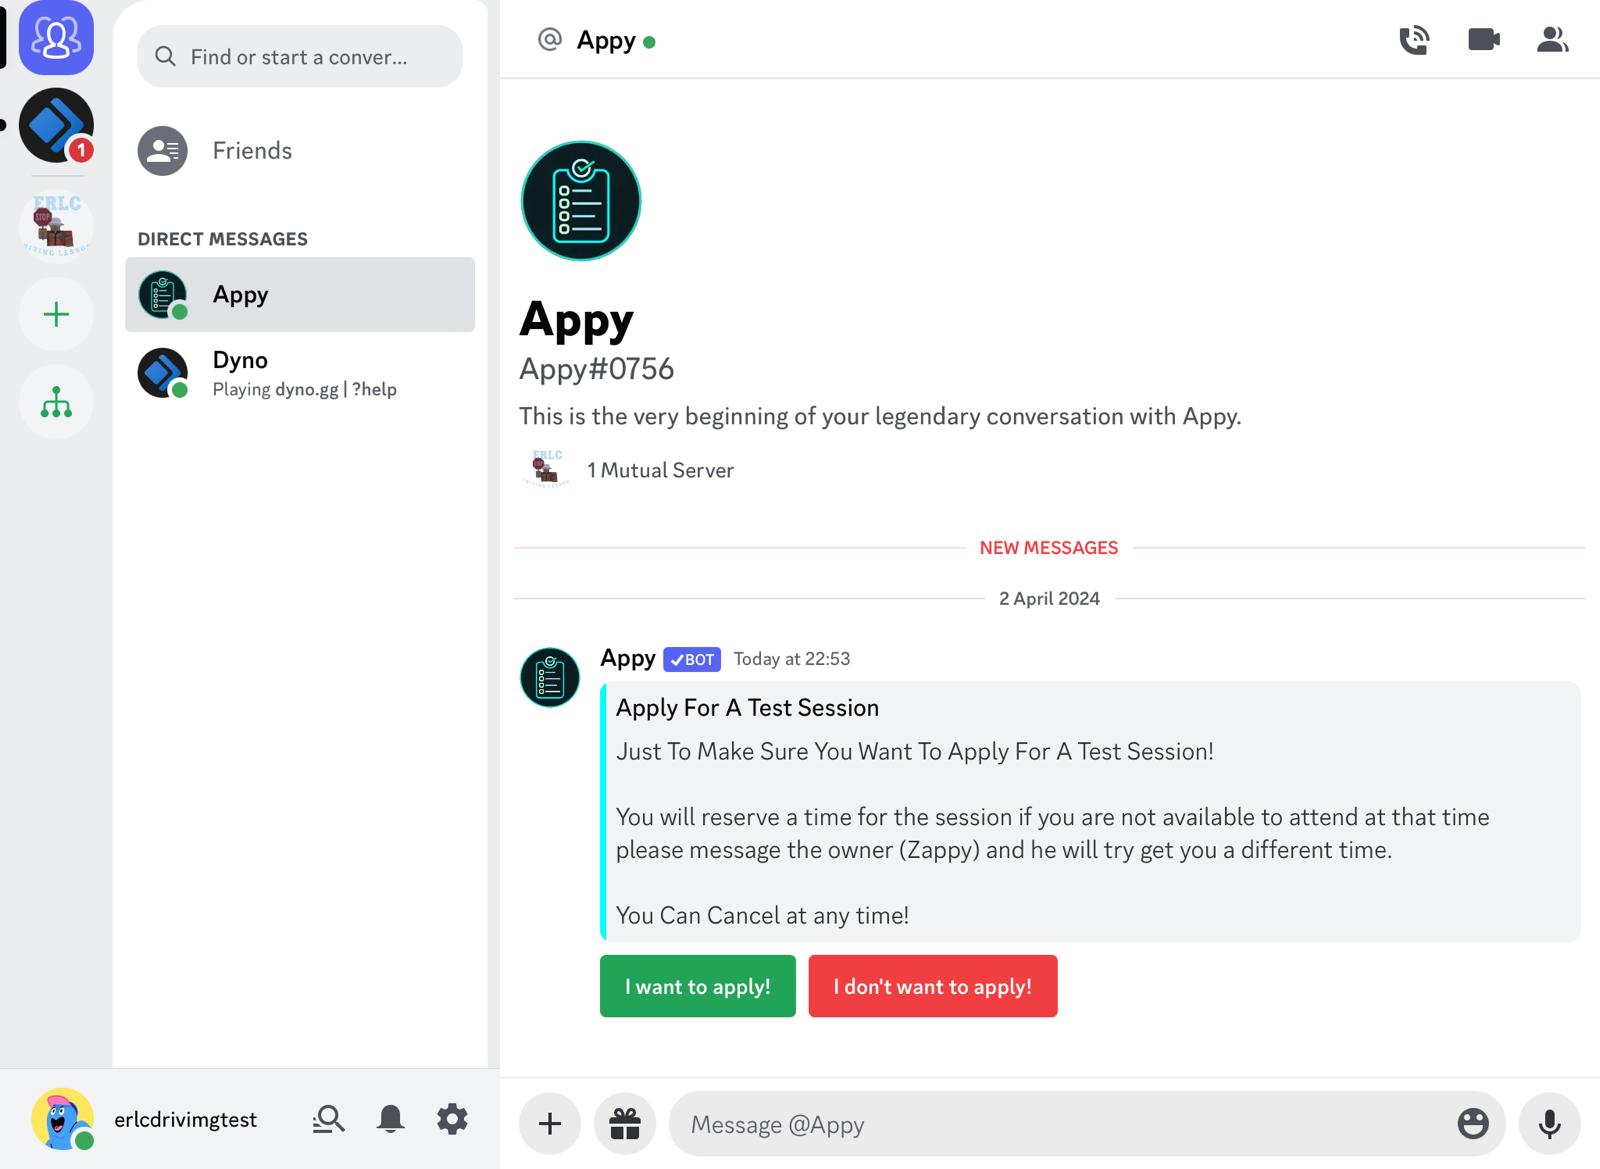 Find or start a conver...
1
Friends
ERLC
STOP
DIRECT MESSAGES
Appy
Dyno
Playing dyno.gg | ?help
erlcdrivimgtest
Appy
Appy
Appy#0756
This is the very beginning of your legendary conversation with Appy.
ERLC
1 Mutual Server
NEW MESSAGES
2 April 2024
Appy BOT Today at 22:53
Apply For A Test Session
Just To Make Sure You Want To Apply For A Test Session!
You will reserve a time for the session if you are not available to attend at that time
please message the owner (Zappy) and he will try get you a different time.
You Can Cancel at any time!
I want to apply! I don't want to apply!
Message @Appy